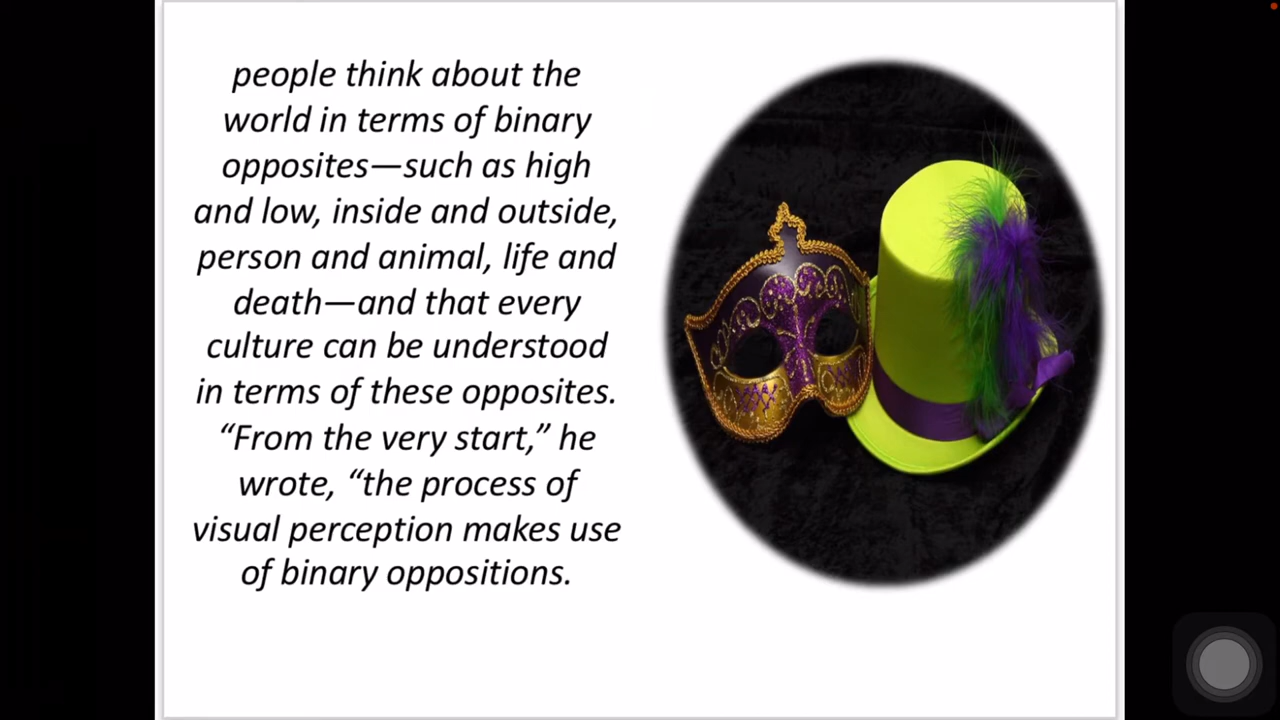 people think about the
world in terms of binary
opposites—such as high
and low, inside and outside,
person and animal, life and
death—and that every
culture can be understood
in terms of these opposites.
“From the very start,” he
wrote, “the process of
visual perception makes use
of binary oppositions.